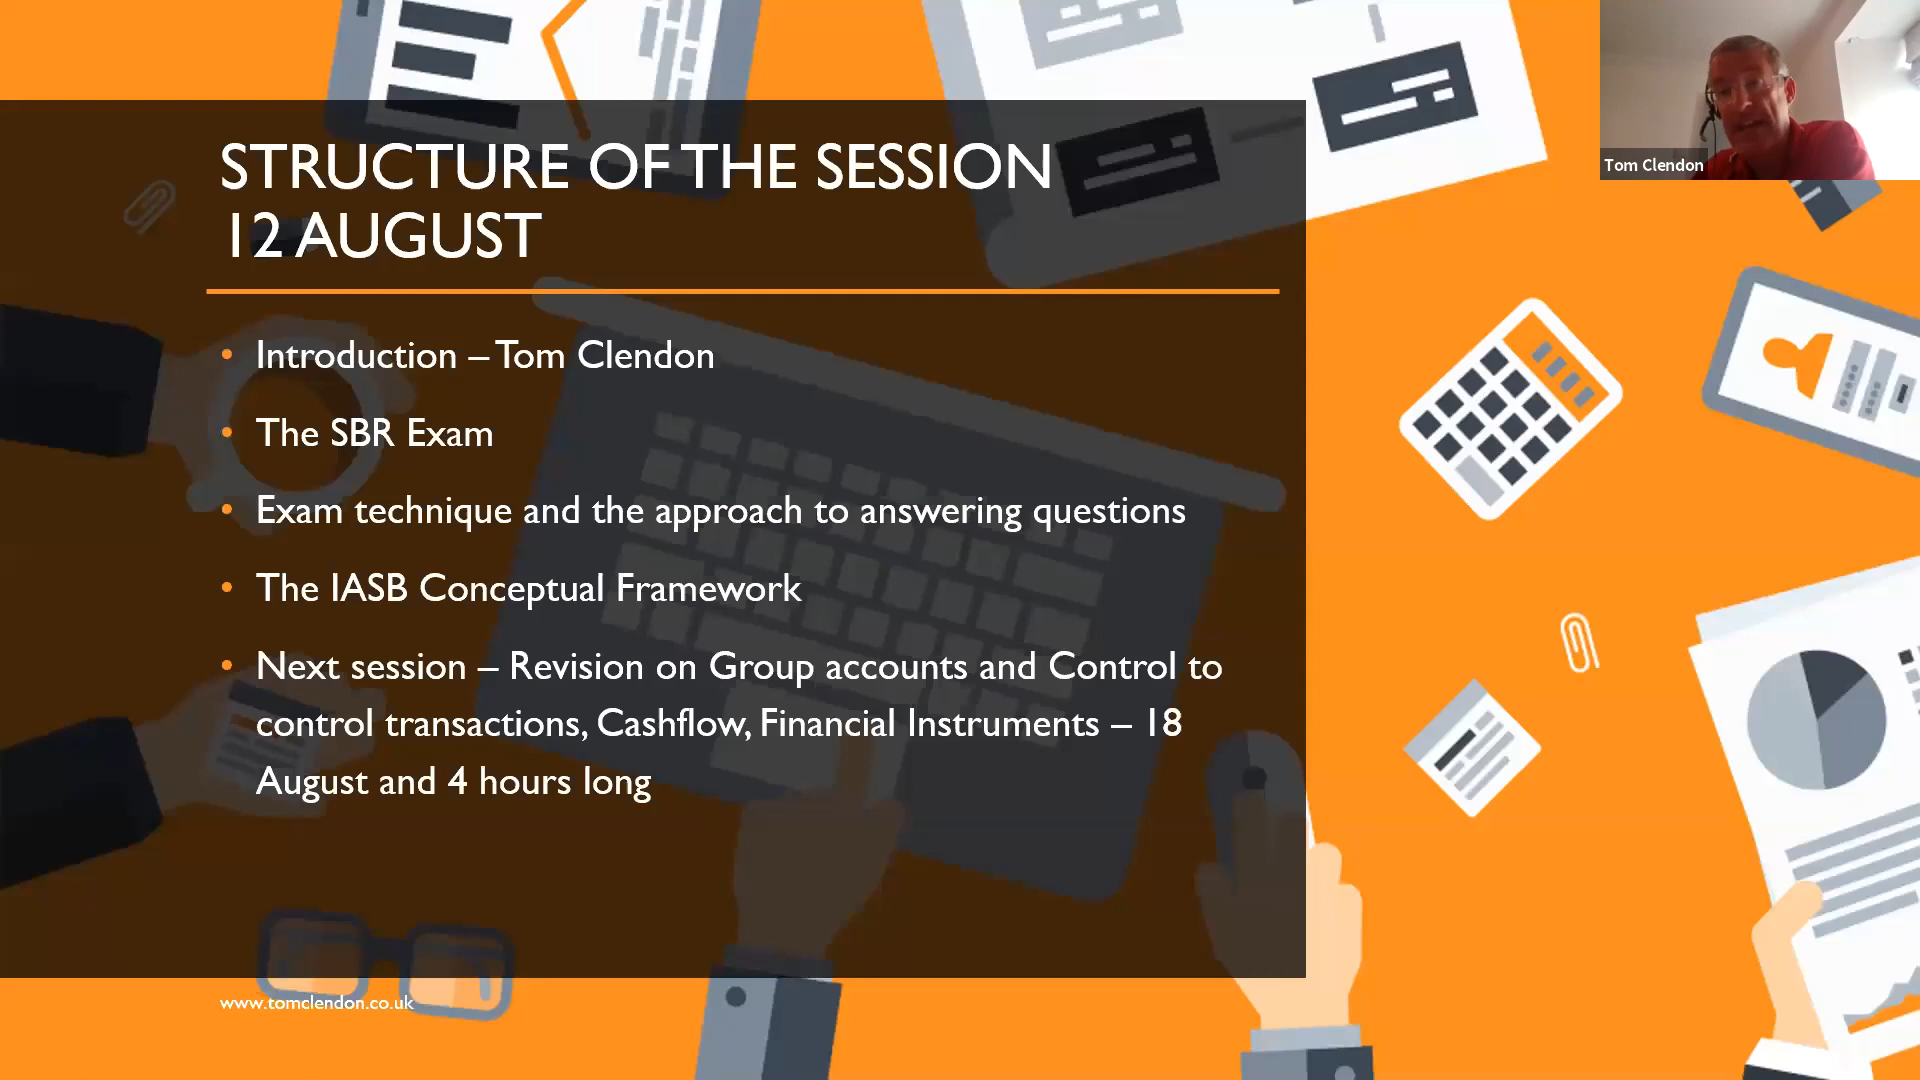 STRUCTURE OF THE SESSION
12 AUGUST
• Introduction – Tom Clendon
• The SBR Exam
• Exam technique and the approach to answering questions
• The IASB Conceptual Framework
• Next session – Revision on Group accounts and Control to
control transactions, Cashflow, Financial Instruments – 18
August and 4 hours long
www.tomclendon.co.uk
Tom Clendon